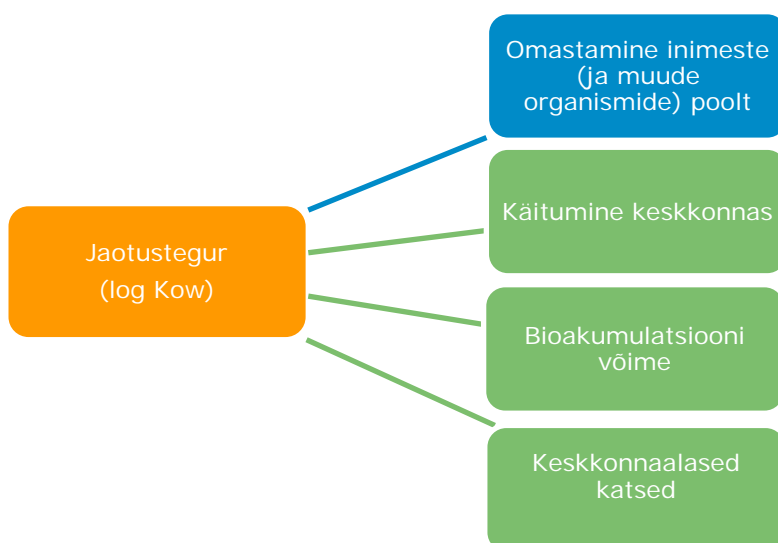 Omastamine inimeste
(ja muude
organismide) poolt
Käitumine keskkonnas
Jaotustegur
(log Kow)
Bioakumulatsiooni
võime
Keskkonnaalased
katsed